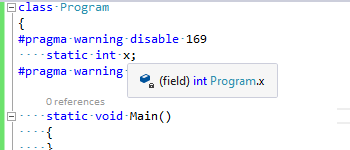 class Program
{
#pragma warning disable 169
static int x;
#pragma warning
(field) int Program.x
0 references
static void Main()
{
}